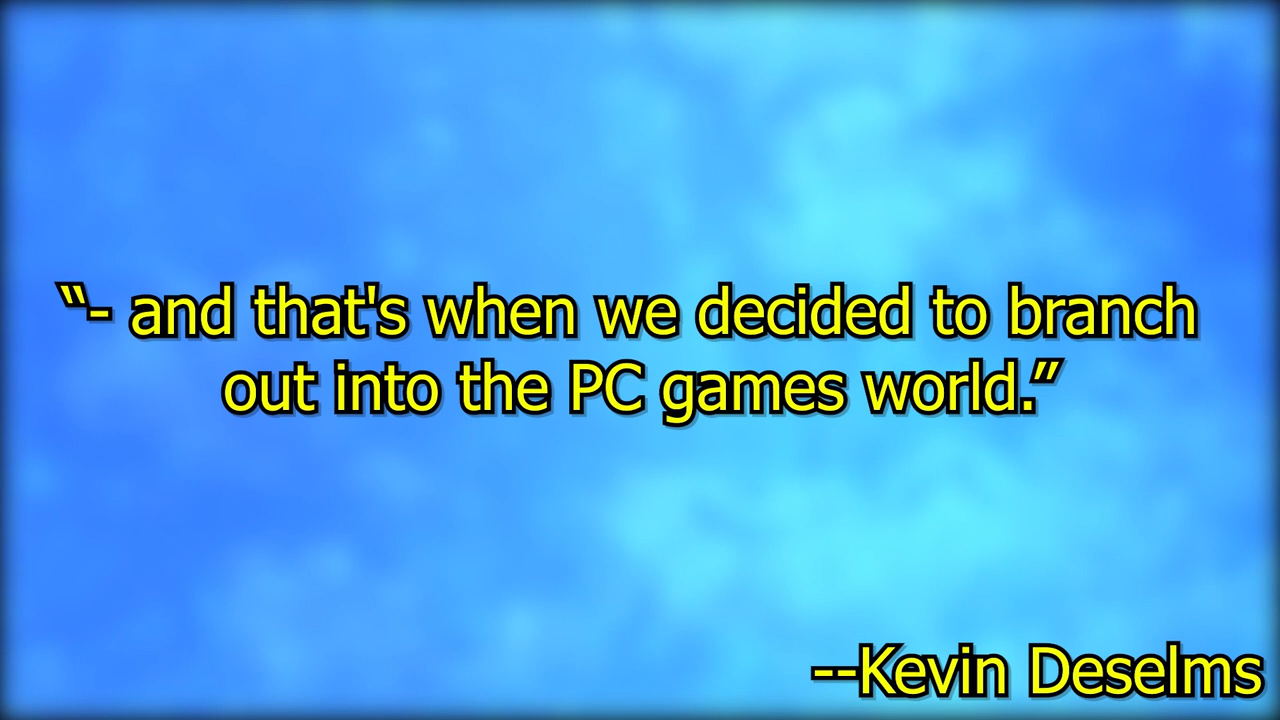 “- and that's when we decided to branch
out into the PC games world.”
--Kevin Deselms